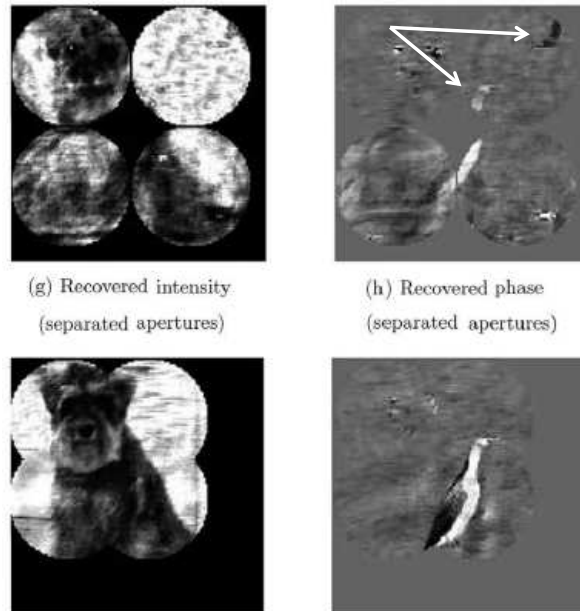 (g) Recovered intensity
(separated apertures)
(h) Recovered phase
(separated apertures)